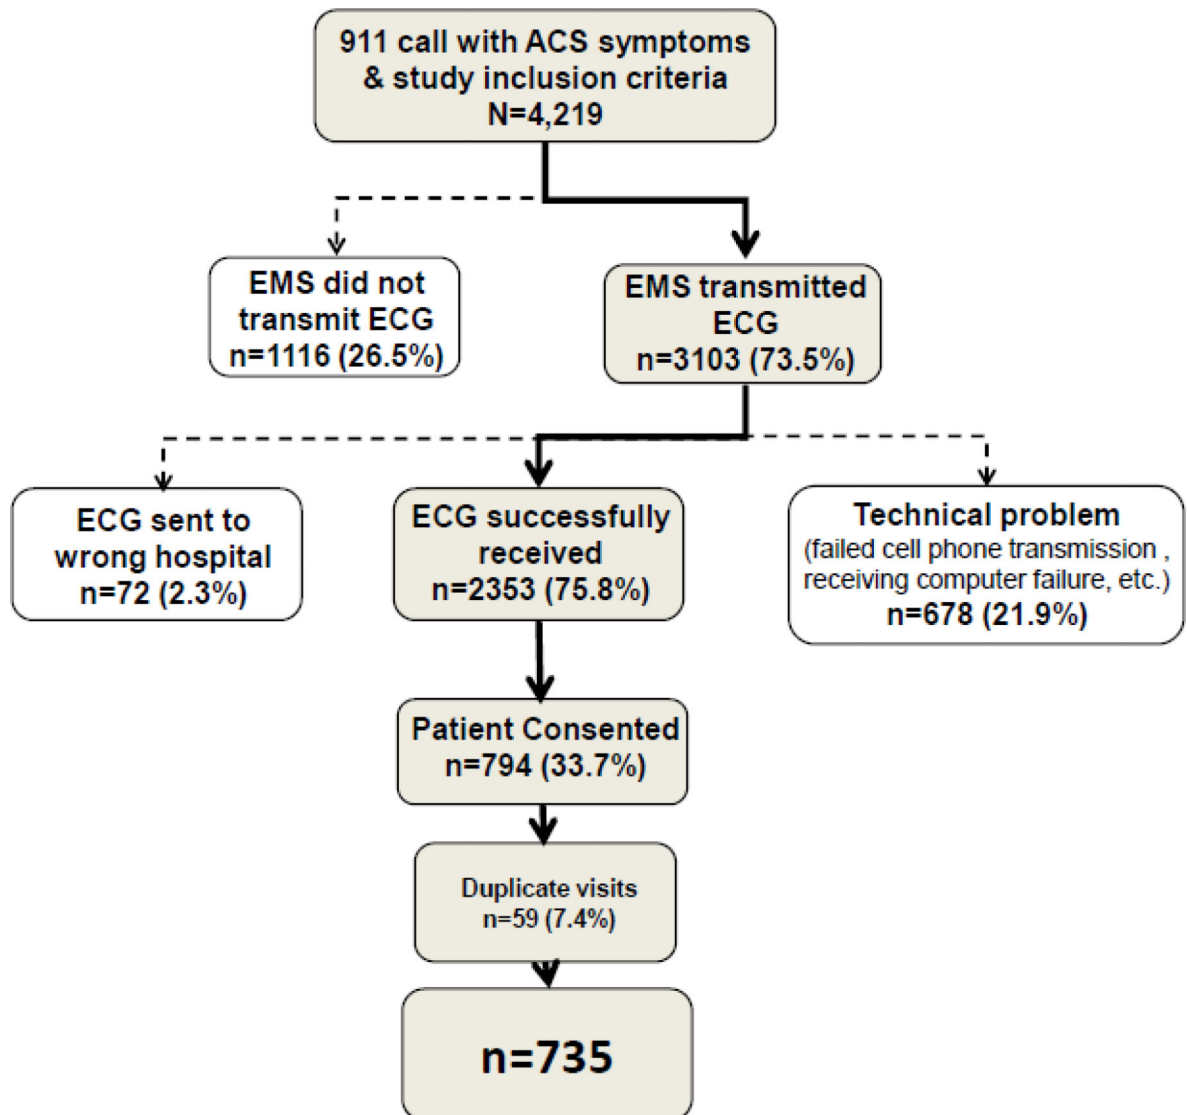 911 call with ACS symptoms
& study inclusion criteria
N=4,219
EMS did not
transmit ECG
n=1116 (26.5%)
EMS transmitted
ECG
n=3103 (73.5%)
ECG sent to
wrong hospital
n=72 (2.3%)
ECG successfully
received
n=2353 (75.8%)
Technical problem
(failed cell phone transmission ,
receiving computer failure, etc.)
n=678 (21.9%)
Patient Consented
n=794 (33.7%)
Duplicate visits
n=59 (7.4%)
n=735